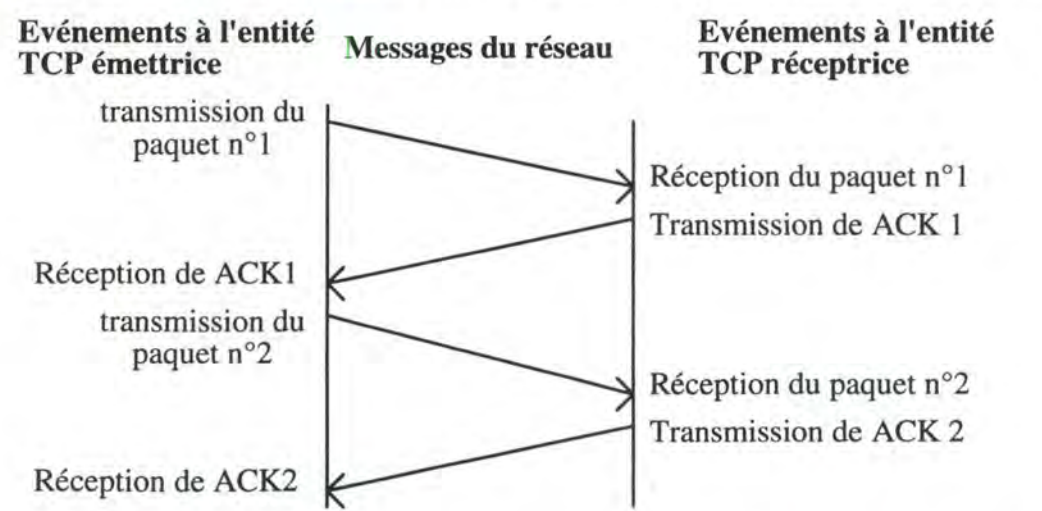 Evénements à l'entité
TCP émettrice
Messages du réseau
Evénements à l'entité
TCP réceptrice
transmission du
paquet n°1
Réception du paquet n°1
Transmission de ACK 1
Réception de ACK1
transmission du
paquet n°2
Réception du paquet n°2
Transmission de ACK 2
Réception de ACK2